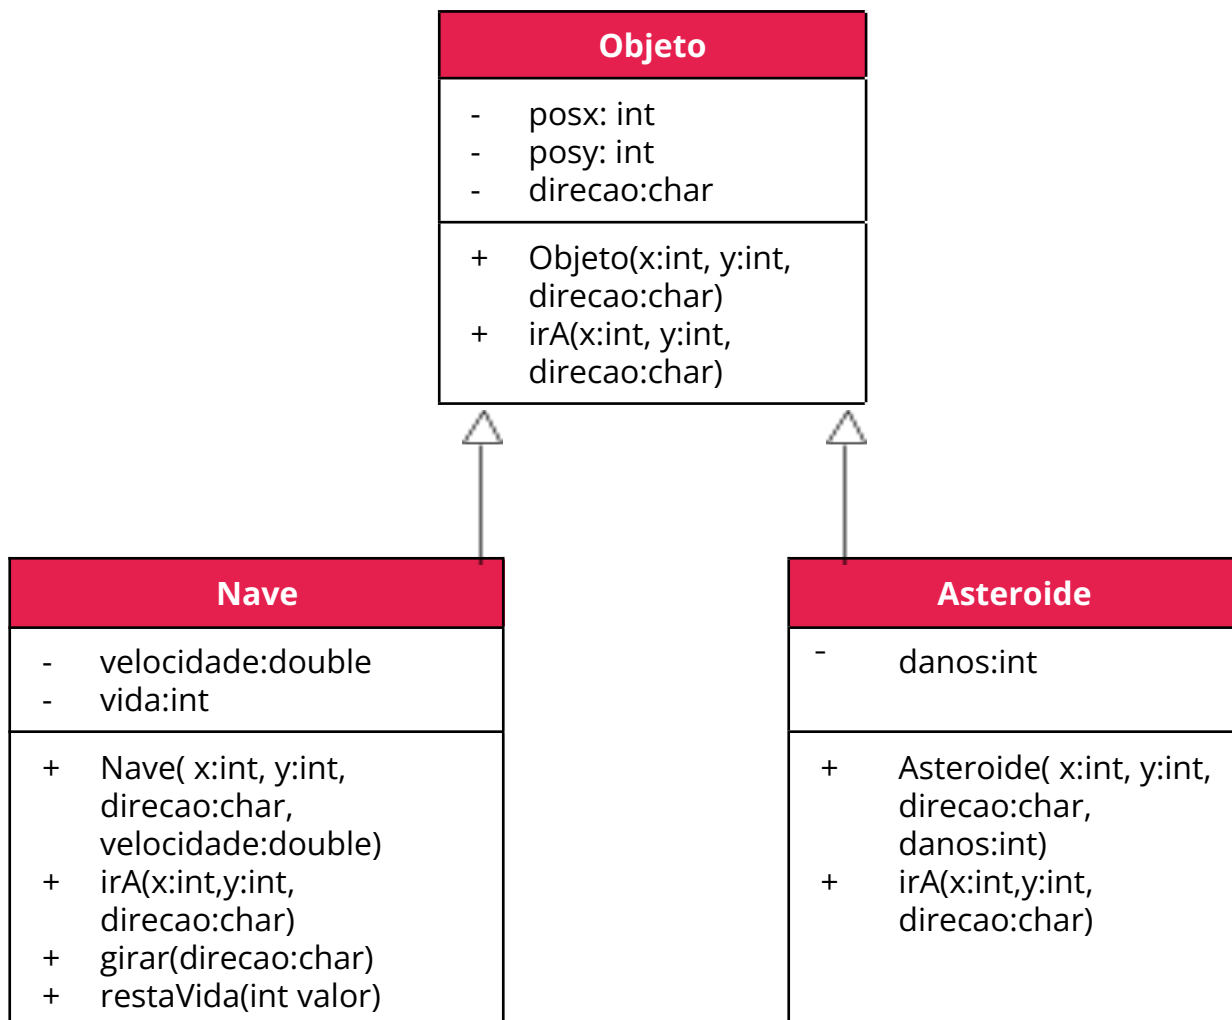 Objeto
- posx: int
- posy: int
- direcao:char
+ Objeto(x:int, y:int,
direcao:char)
+ irA(x:int, y:int,
direcao:char)
Nave
- velocidade:double
- vida:int
+ Nave( x:int, y:int,
direcao:char,
velocidade:double)
+ irA(x:int,y:int,
direcao:char)
+ girar(direcao:char)
+ restaVida(int valor)
Asteroide
- danos:int
+ Asteroide( x:int, y:int,
direcao:char,
danos:int)
+ irA(x:int,y:int,
direcao:char)